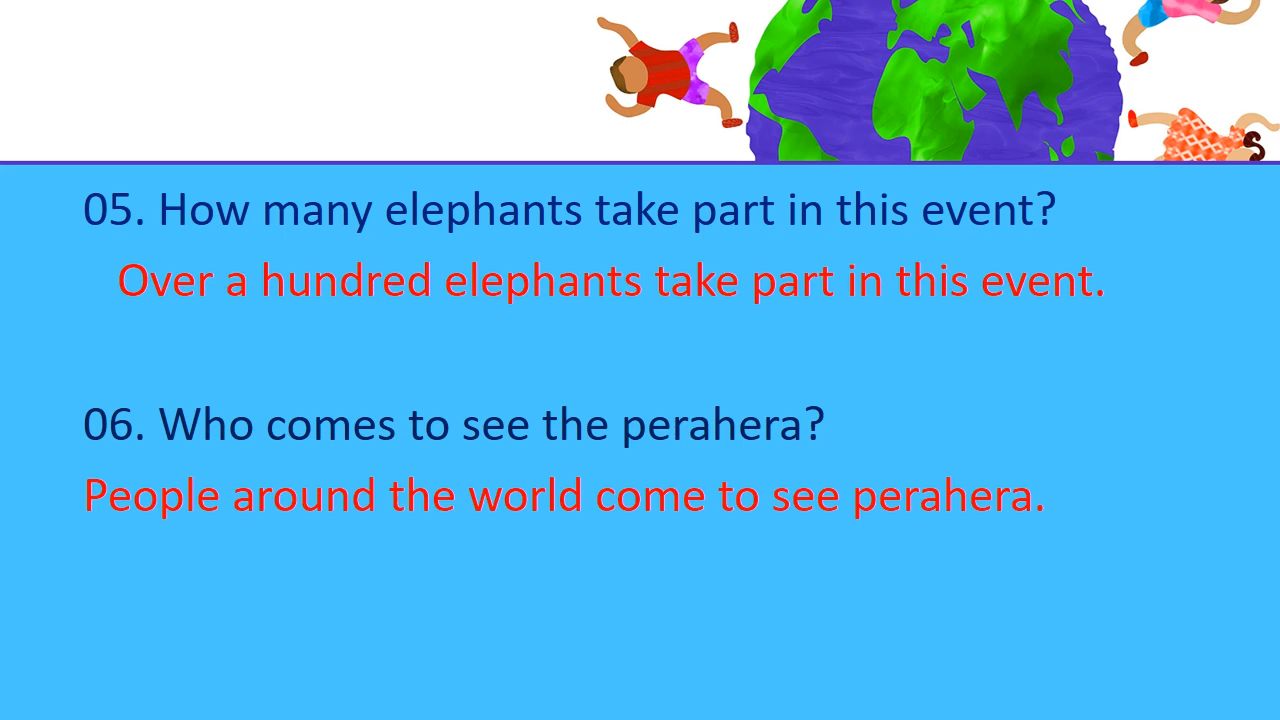 05. How many elephants take part in this event?
Over a hundred elephants take part in this event.
06. Who comes to see the perahera?
People around the world come to see perahera.